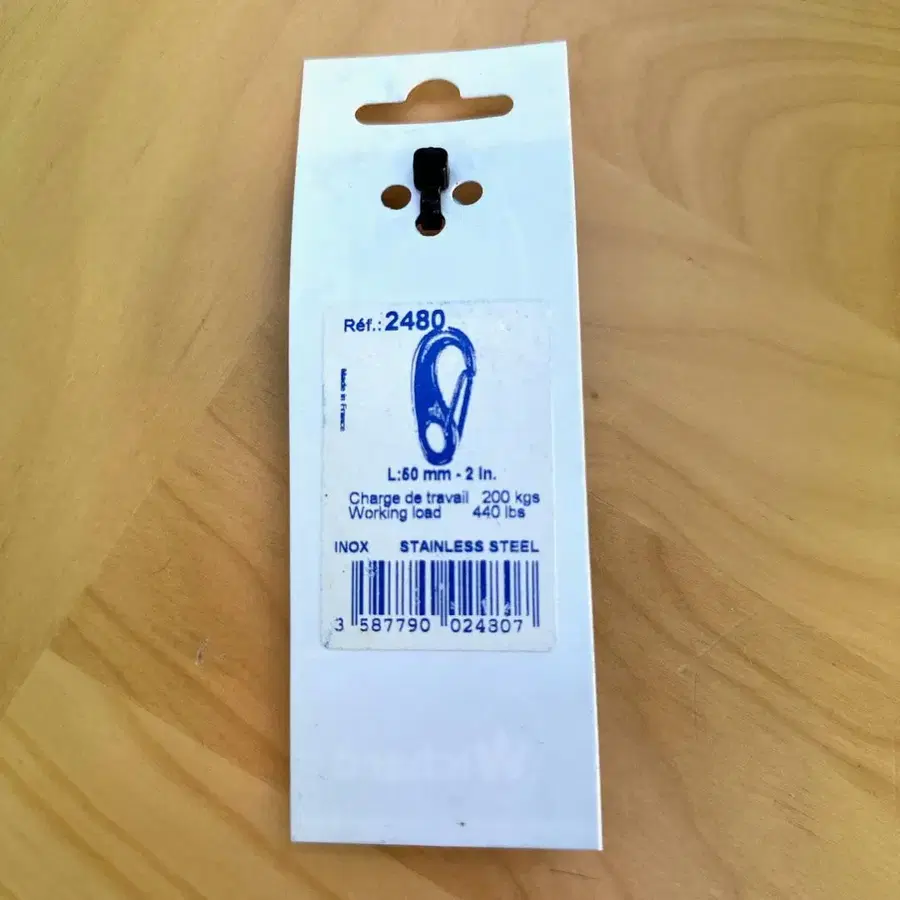 Réf.: 2480
Made in France
L:50 mm - 2 In.
Charge de travail 200 kgs
Working load 440 lbs
INOX STAINLESS STEEL
3 587790 024807